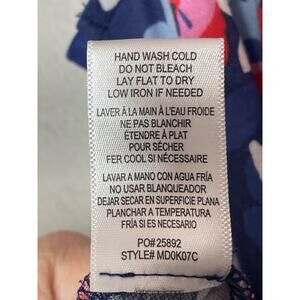 HAND WASH COLD
DO NOT BLEACH
LAY FLAT TO DRY
LOW IRON IF NEEDED
LAVER À LA MAIN À L'EAU FROIDE
NE PAS BLANCHIR
ÉTENDRE À PLAT
POUR SÉCHER
FER COOL SI NÉCESSAIRE
LAVAR A MANO CON AGUA FRÍA
NO USAR BLANQUEADOR
DEJAR SECAR EN SUPERFICIE PLANA
PLANCHAR A TEMPERATURA
FRÍA SI ES NECESARIO
PO#25892
STYLE# MD0K07C